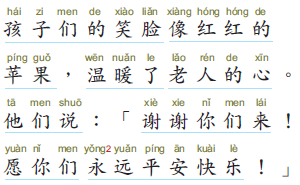 hái zi men de xiào liǎn xiàng hóng hóng de
孩子们的笑脸像红红的
píng guǒ wēn nuǎn le lǎo rén de xīn
苹果，温暖了老人的心。
tā men shuō xiè xie nǐ men lái
他们说：「谢谢你们来！
yuàn nǐ men yǒng2 yuǎn píng ān kuài lè
愿你们永远平安快乐！」